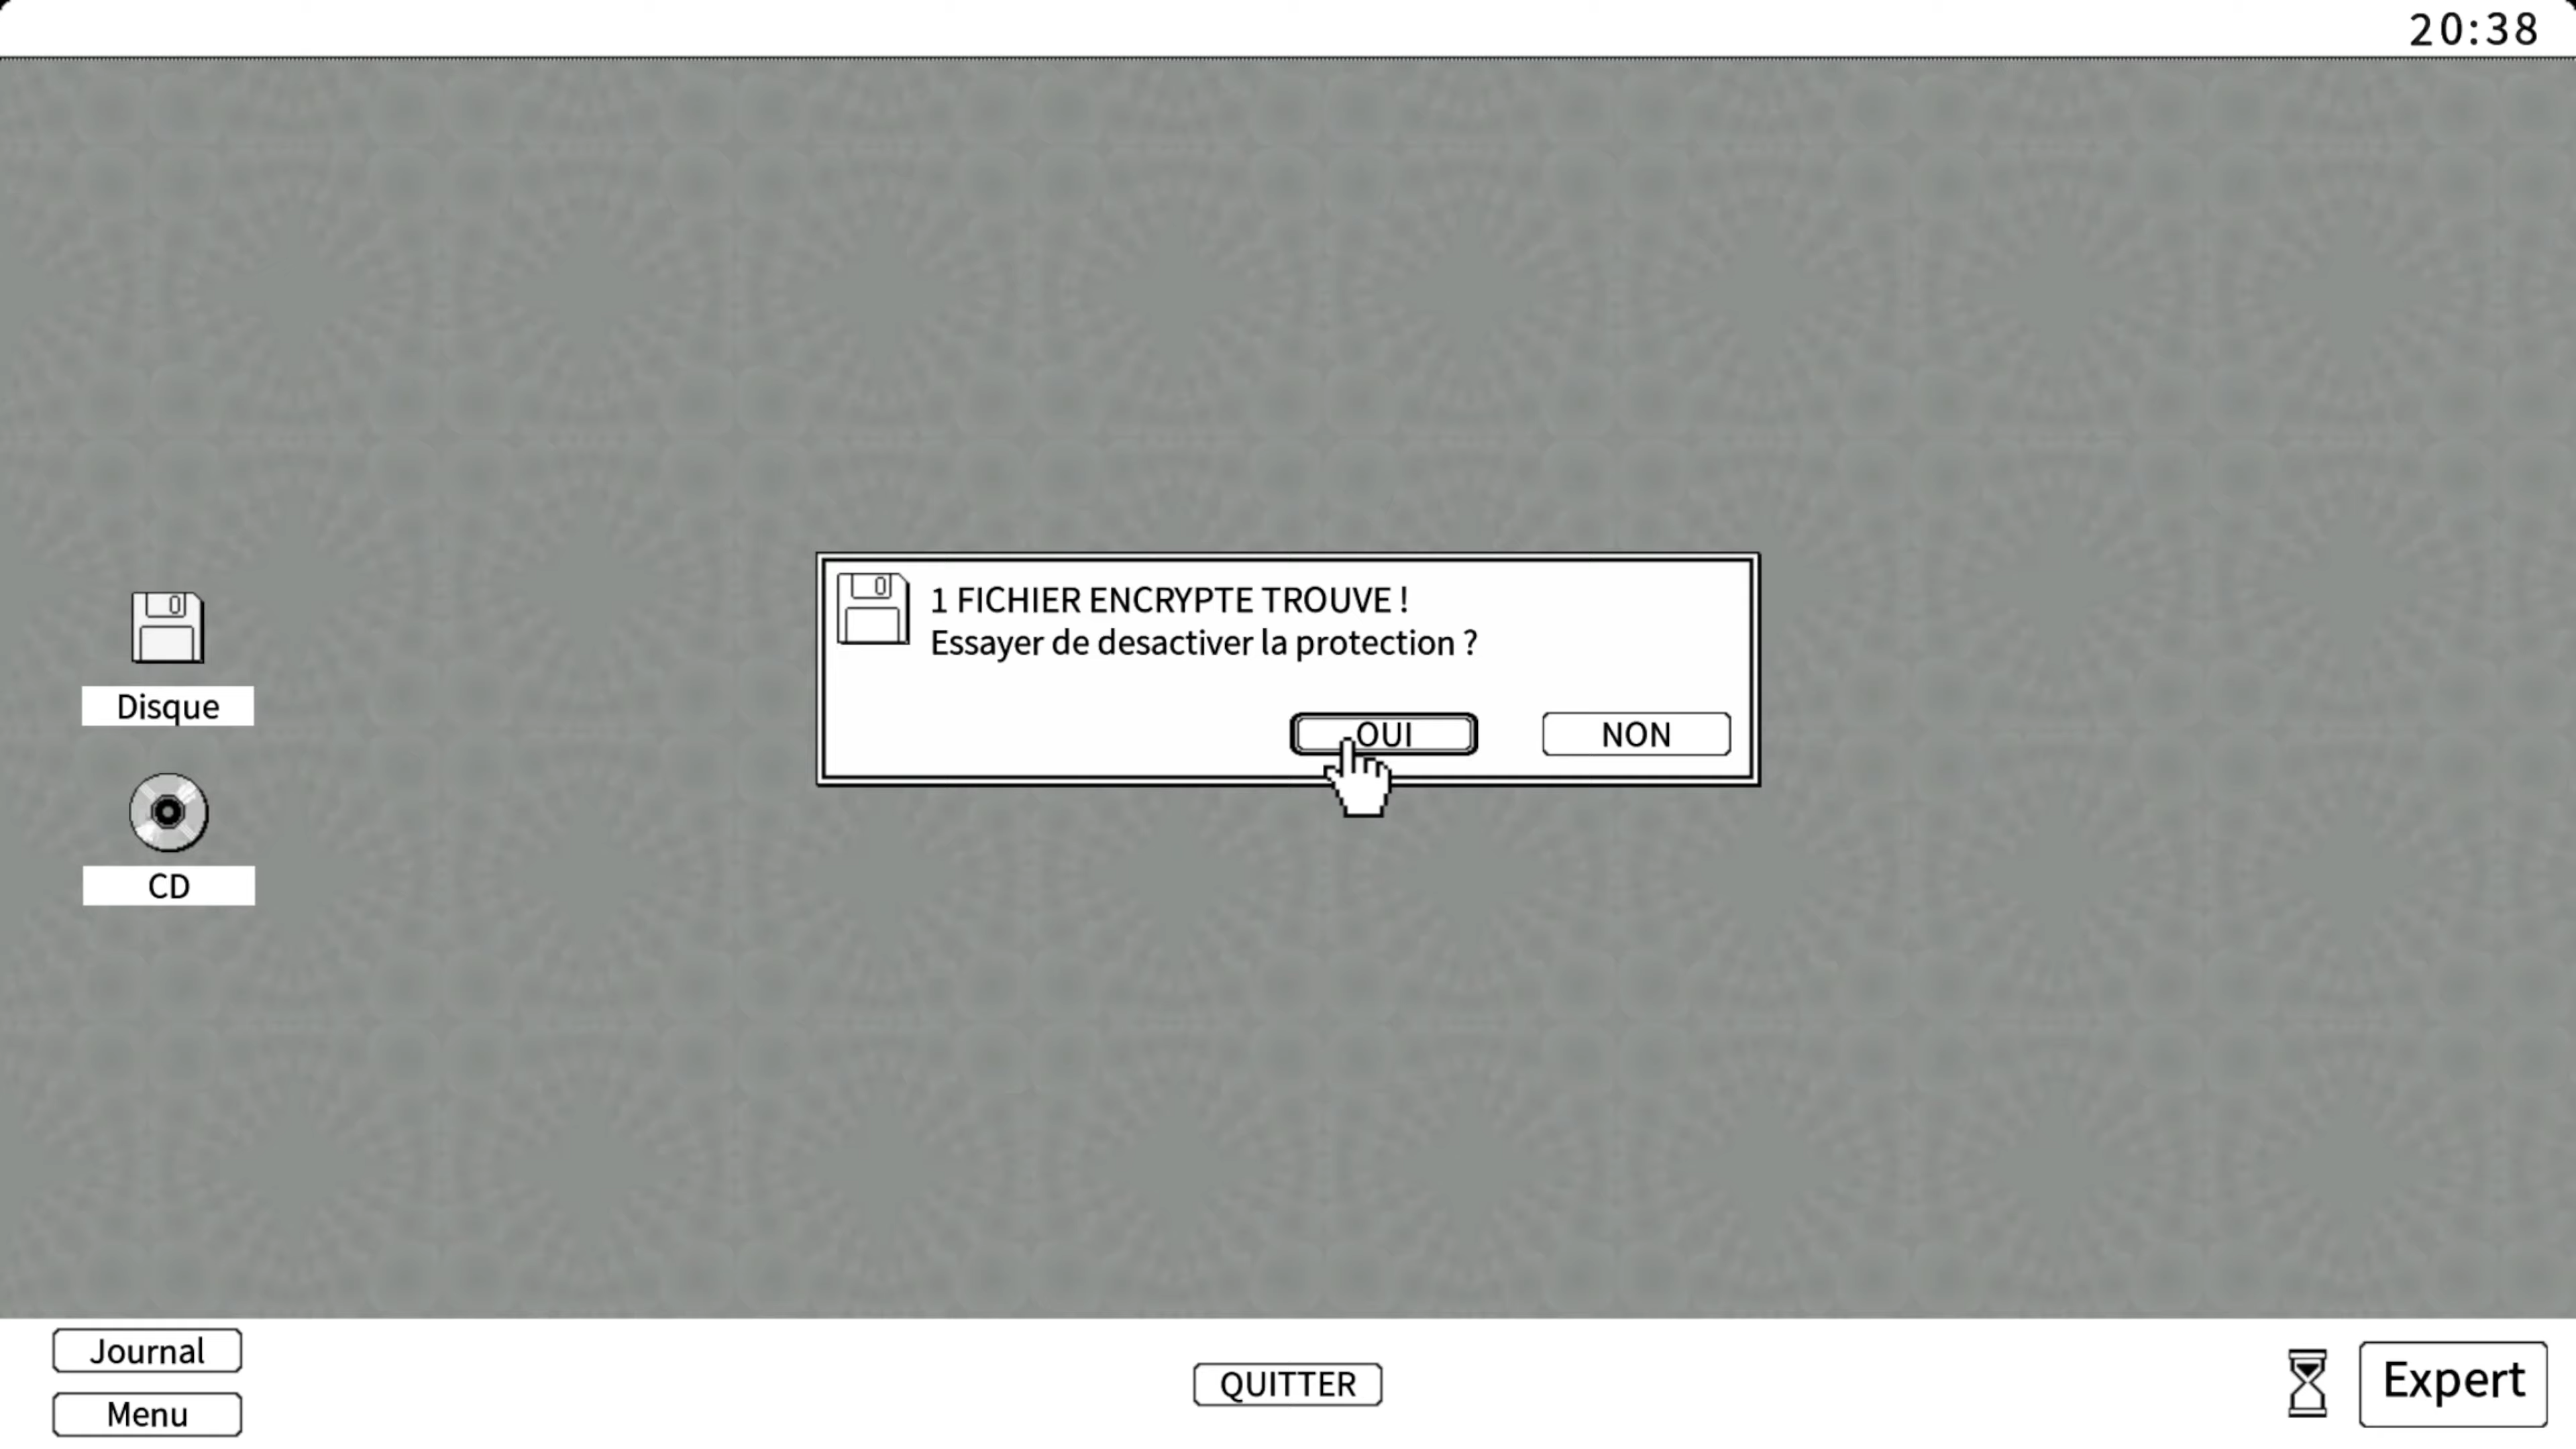 20:38
1 FICHIER ENCRYPTE TROUVE !
Essayer de desactiver la protection ?
OUI
NON
Disque
CD
Journal
Menu
QUITTER
Expert